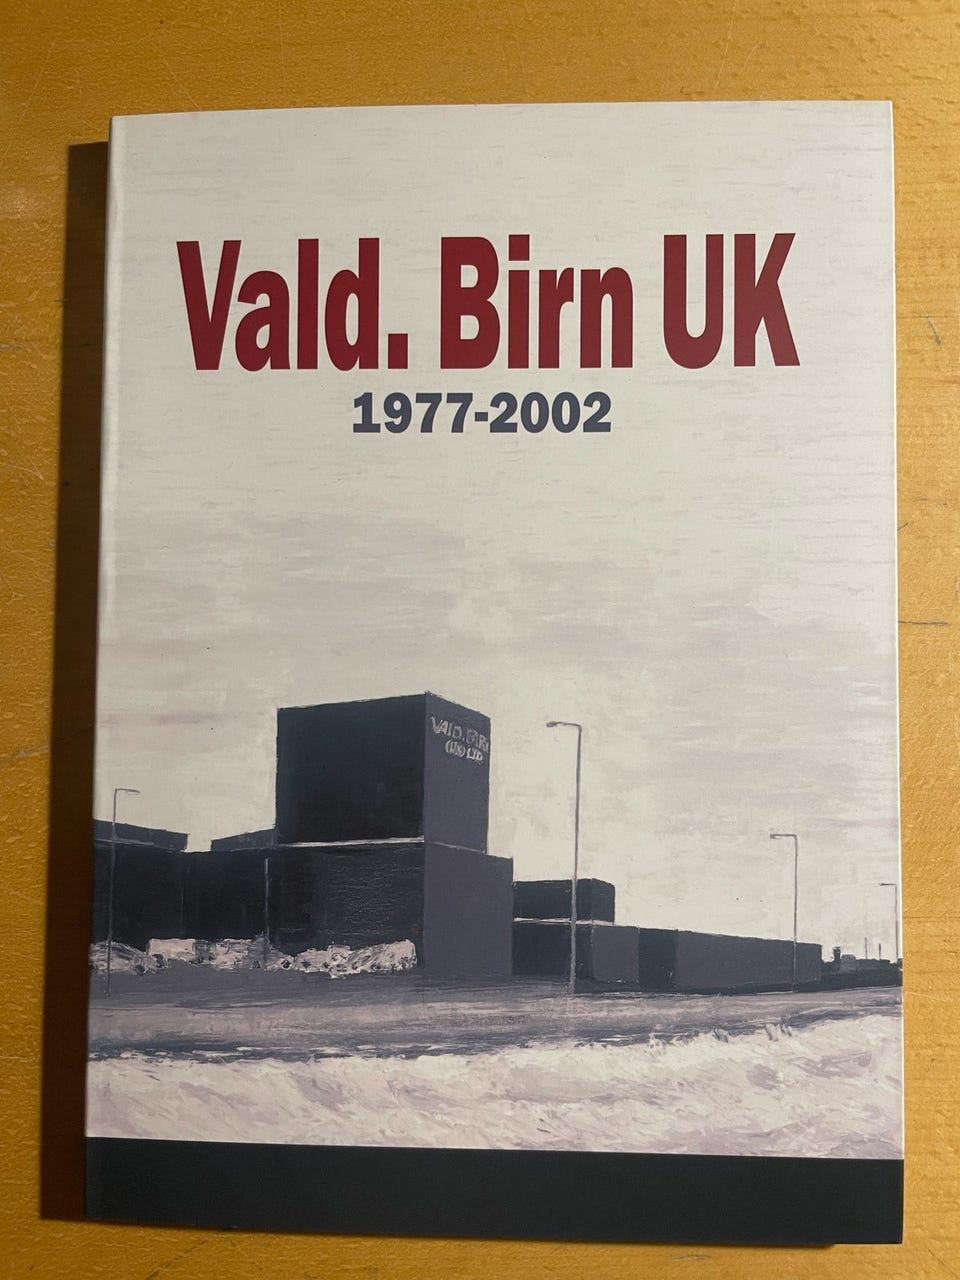 Vald. Birn UK
1977-2002
VALD. BIRN
(UK) LTD